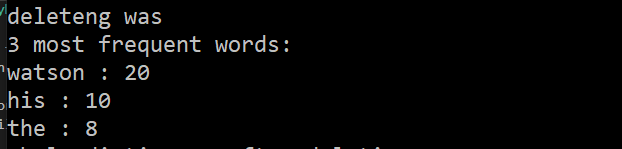 deleteng was
3 most frequent words:
watson : 20
his : 10
the : 8